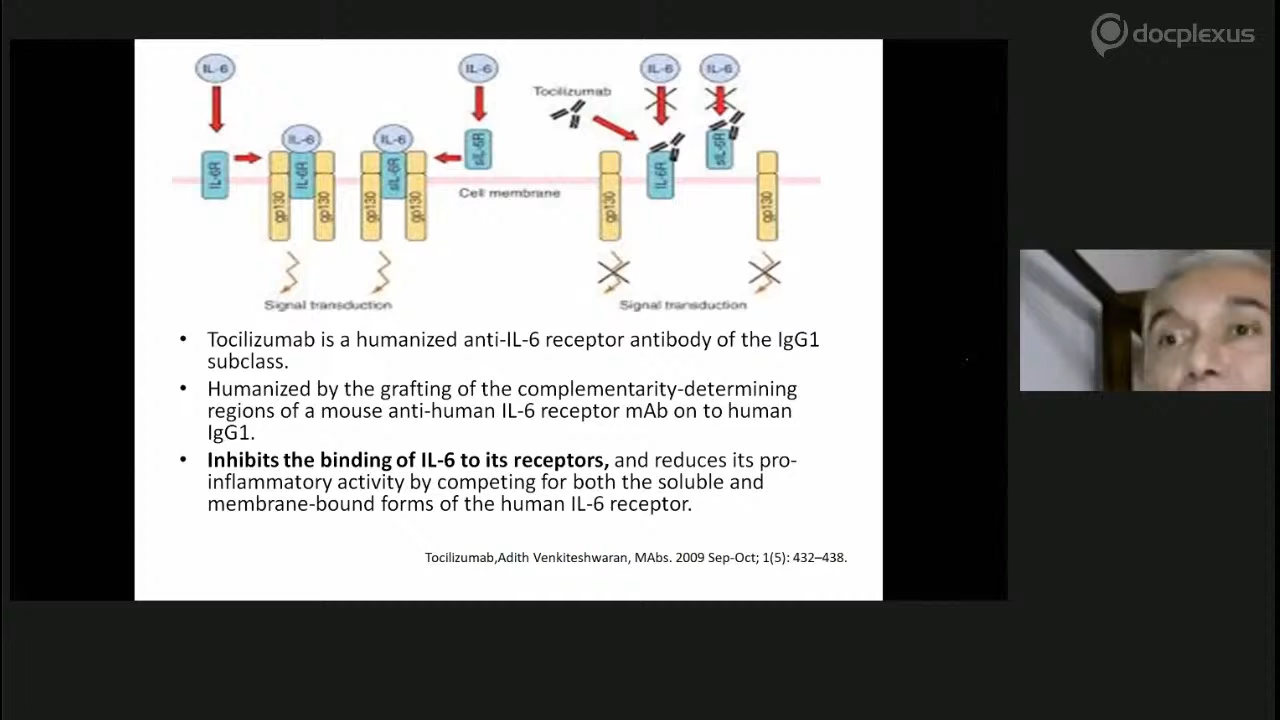 docplexus
IL-6
IL-6
Tocilizumab
IL-6
IL-6
IL-6
IL-6
IL-6R
gp130
IL-6R
gp130
gp130
sIL-6R
gp130
sIL-6R
Cell membrane
gp130
IL-6R
sIL-6R
gp130
Signal transduction
Signal transduction
• Tocilizumab is a humanized anti-IL-6 receptor antibody of the IgG1
subclass.
• Humanized by the grafting of the complementarity-determining
regions of a mouse anti-human IL-6 receptor mAb on to human
IgG1.
• Inhibits the binding of IL-6 to its receptors, and reduces its pro-
inflammatory activity by competing for both the soluble and
membrane-bound forms of the human IL-6 receptor.
Tocilizumab,Adith Venkiteshwaran, MAbs. 2009 Sep-Oct; 1(5): 432–438.